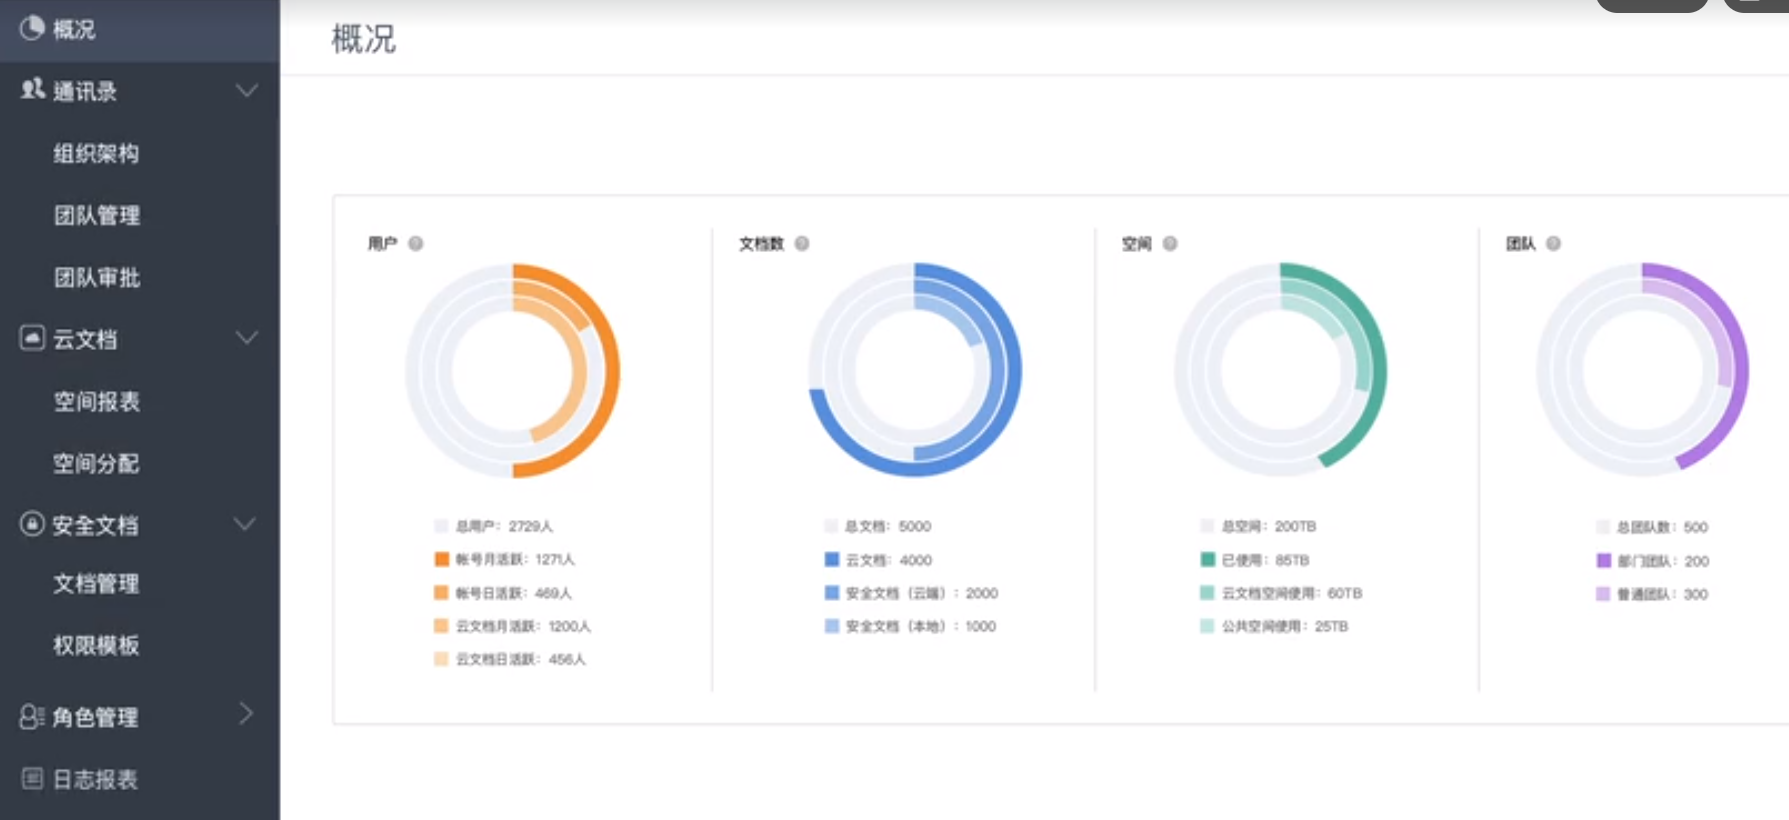 概况
通讯录
组织架构
团队管理
团队审批
云文档
空间报表
空间分配
安全文档
文档管理
权限模板
角色管理
日志报表
概况
用户 ?
总用户：2729人
帐号月活跃：1271人
帐号日活跃：469人
云文档月活跃：1200人
云文档日活跃：456人
文档数 ?
总文档：5000
云文档：4000
安全文档（云端）：2000
安全文档（本地）：1000
空间 ?
总空间：200TB
已使用：85TB
云文档空间使用：60TB
公共空间使用：25TB
团队 ?
总团队数：500
部门团队：200
普通团队：300